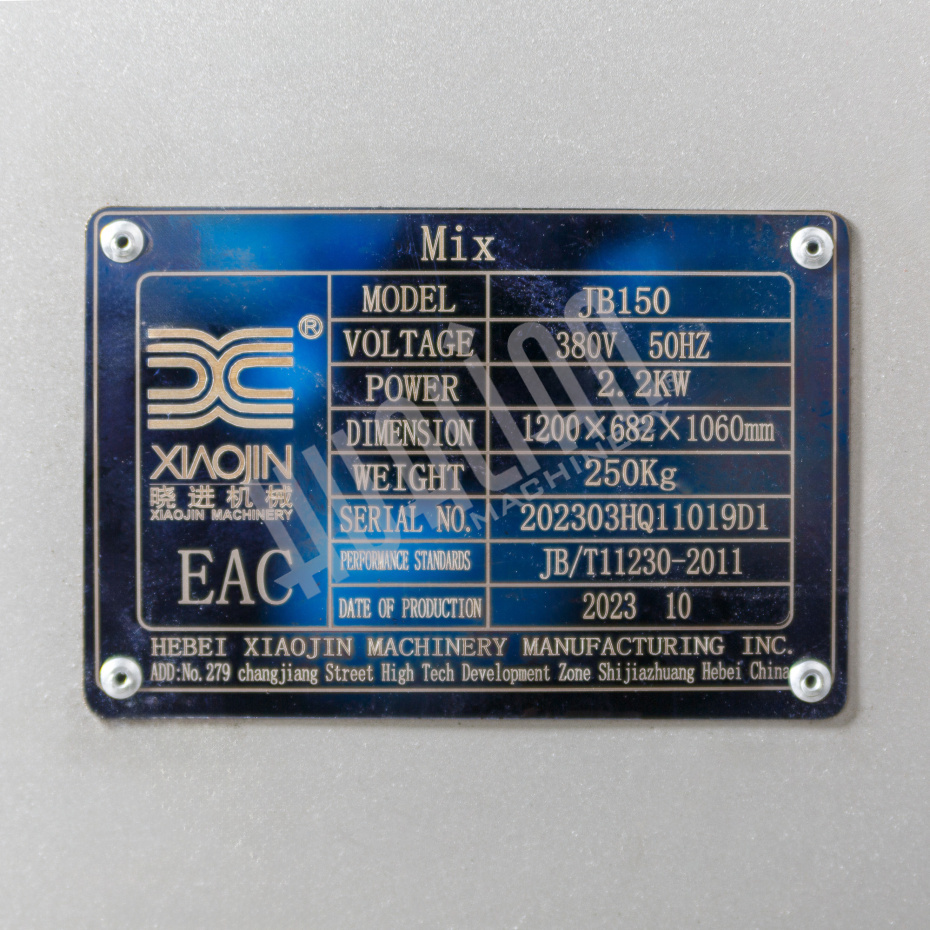 Mix
®
XIAOJIN
晓进机械
XIAOJIN MACHINERY
EAC
MODEL JB150
VOLTAGE 380V 50HZ
POWER 2.2KW
DIMENSION 1200×682×1060mm
WEIGHT 250Kg
SERIAL NO. 202303HQ11019D1
PERFORMANCE STANDARDS JB/T11230-2011
DATE OF PRODUCTION 2023 10
HEBEI XIAOJIN MACHINERY MANUFACTURING INC.
ADD:No.279 changjiang Street High Tech Development Zone Shijiazhuang Hebei China
MACHINERY